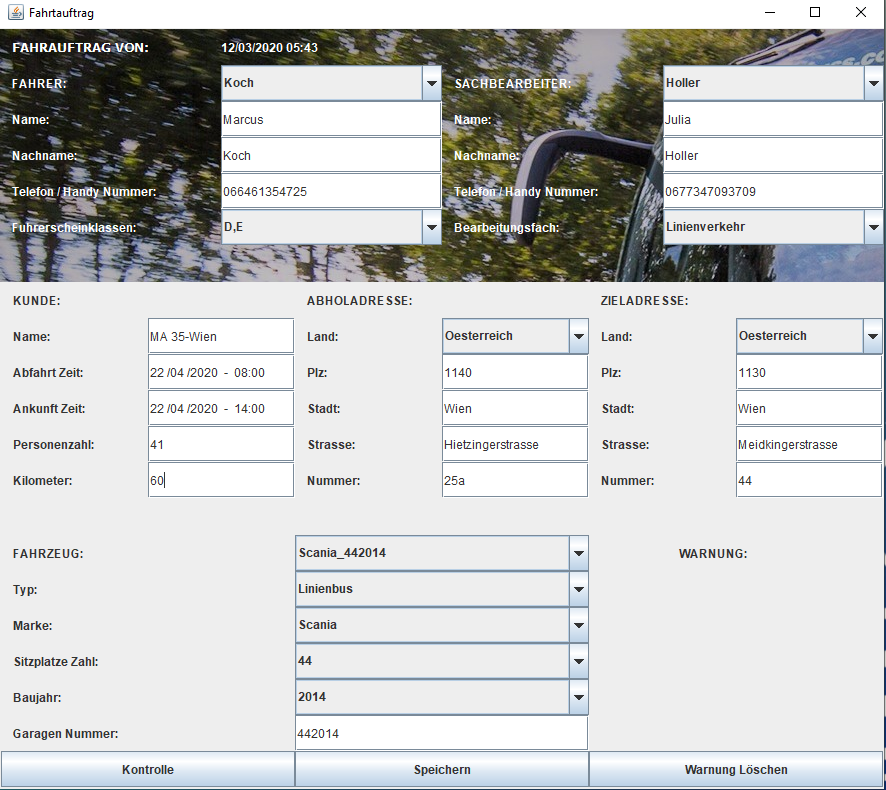 Fahrtauftrag
FAHRAUFTRAG VON: 12/03/2020 05:43
FAHRER: Koch SACHBEARBEITER: Holler
Name: Marcus Name: Julia
Nachname: Koch Nachname: Holler
Telefon / Handy Nummer: 066461354725 Telefon / Handy Nummer: 0677347093709
Fuhrerscheinklassen: D,E Bearbeitungsfach: Linienverkehr
KUNDE: ABHOLADRESSE: ZIELADRESSE:
Name: MA 35-Wien Land: Oesterreich Land: Oesterreich
Abfahrt Zeit: 22 /04 /2020 - 08:00 Plz: 1140 Plz: 1130
Ankunft Zeit: 22 /04 /2020 - 14:00 Stadt: Wien Stadt: Wien
Personenzahl: 41 Strasse: Hietzingerstrasse Strasse: Meidkingerstrasse
Kilometer: 60 Nummer: 25a Nummer: 44
FAHRZEUG: Scania_442014 WARNUNG:
Typ: Linienbus
Marke: Scania
Sitzplatze Zahl: 44
Baujahr: 2014
Garagen Nummer: 442014
Kontrolle Speichern Warnung Löschen